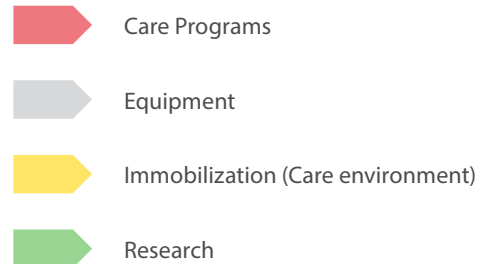 Care Programs
Equipment
Immobilization (Care environment)
Research